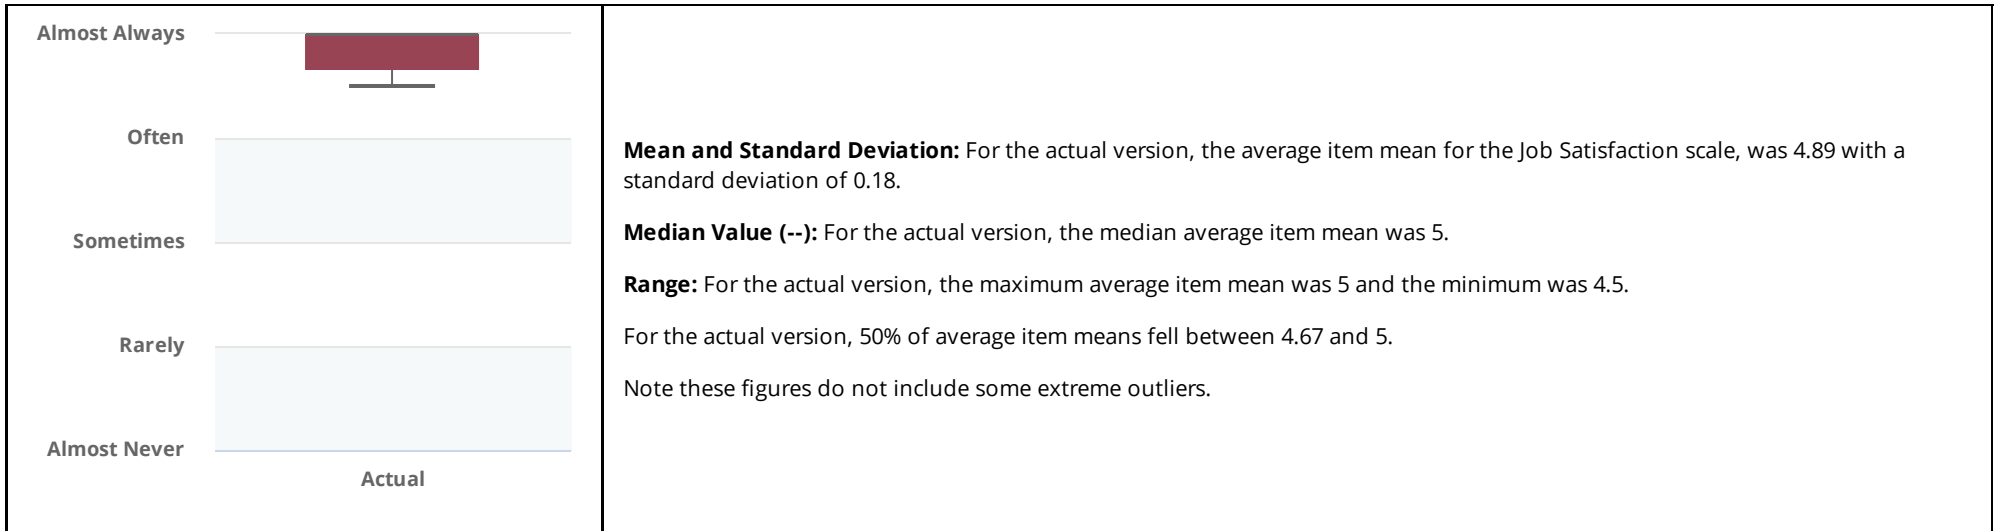 Almost Always
Often
Sometimes
Rarely
Almost Never
Actual
Mean and Standard Deviation: For the actual version, the average item mean for the Job Satisfaction scale, was 4.89 with a
standard deviation of 0.18.
Median Value (--): For the actual version, the median average item mean was 5.
Range: For the actual version, the maximum average item mean was 5 and the minimum was 4.5.
For the actual version, 50% of average item means fell between 4.67 and 5.
Note these figures do not include some extreme outliers.